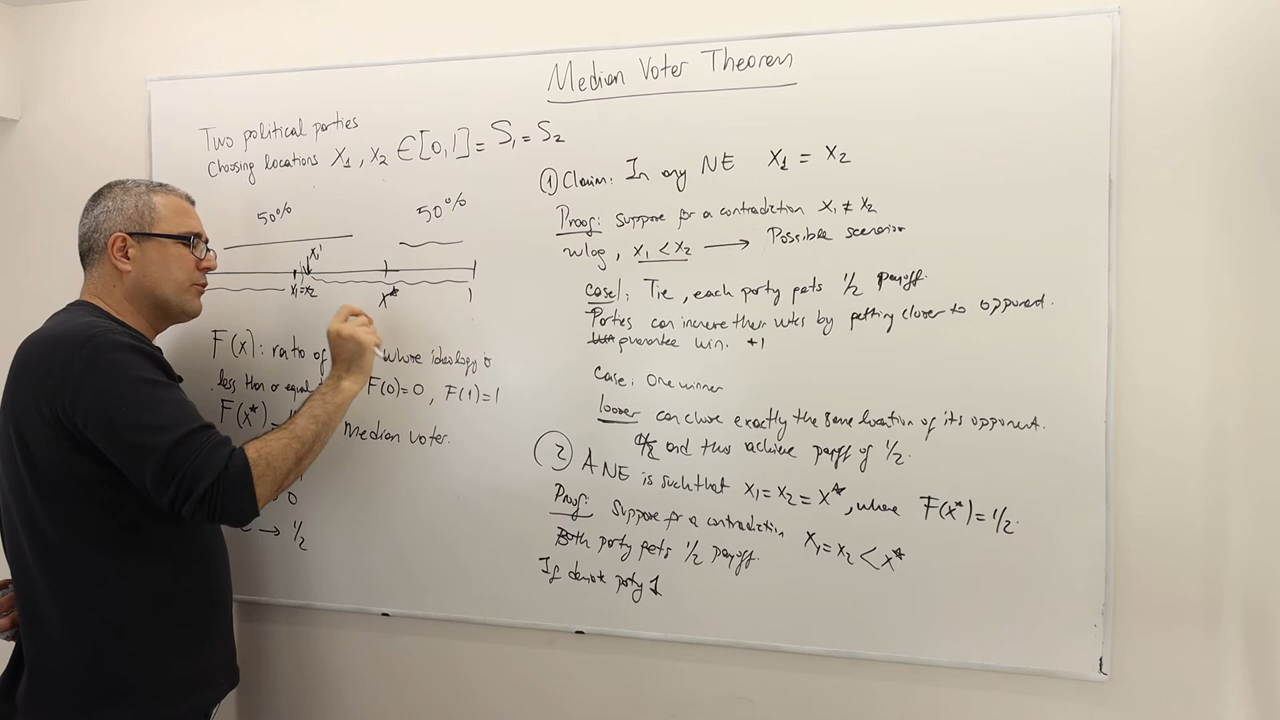 Median Voter Theorem
Two political parties
Choosing locations X₁, X₂ ∈ [0,1] = S₁ = S₂
50% 50%
X₁'
X₁=X₂ X* 1
F(x): ratio of whose ideology is
less than or equal F(0)=0, F(1)=1
F(X*) = Median Voter.
0
→ 1/2
① Claim: In any NE X₁ = X₂
Proof: Suppose for a contradiction X₁ ≠ X₂
wlog, X₁ < X₂ → Possible scenarios
Case 1: Tie, each party gets 1/2 payoff.
Parties can increase their votes by getting closer to opponent.
guarantee win. +1
Case: One winner
looser can chose exactly the same location of its opponent.
and thus achieve payoff of 1/2.
② A NE is such that X₁ = X₂ = X*, where F(X*) = 1/2.
Proof: Suppose for a contradiction X₁ = X₂ < X*
Both party gets 1/2 payoff.
If party 1